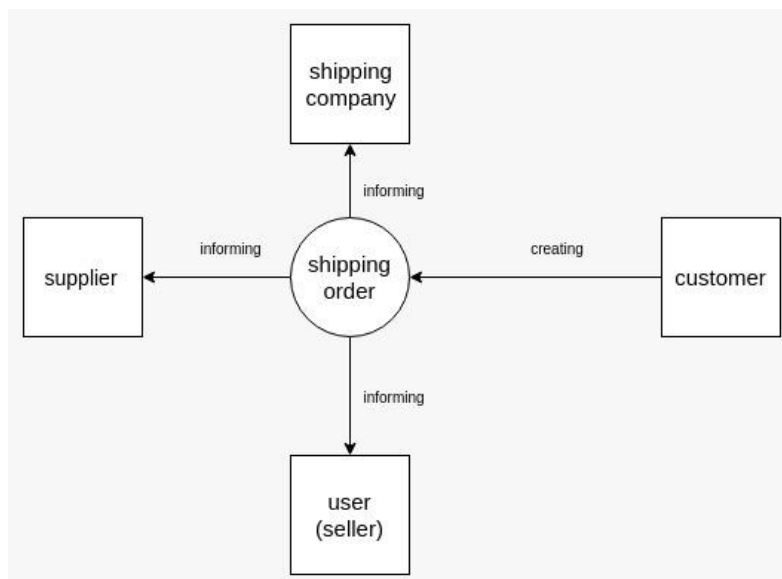 shipping
company
informing
informing
creating
supplier
shipping
order
customer
informing
user
(seller)